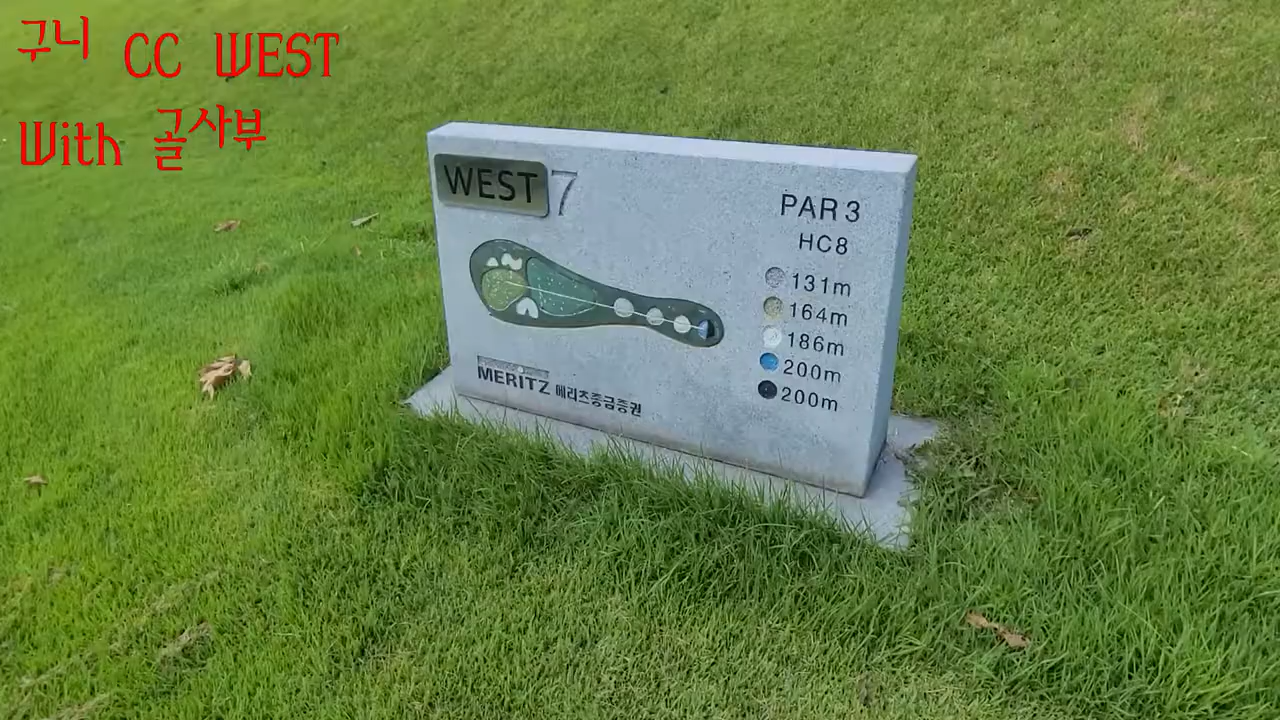 구니 CC WEST
With 골사부
WEST 7
PAR 3
HC8
131m
164m
186m
200m
200m
MERITZ 메리츠종금증권